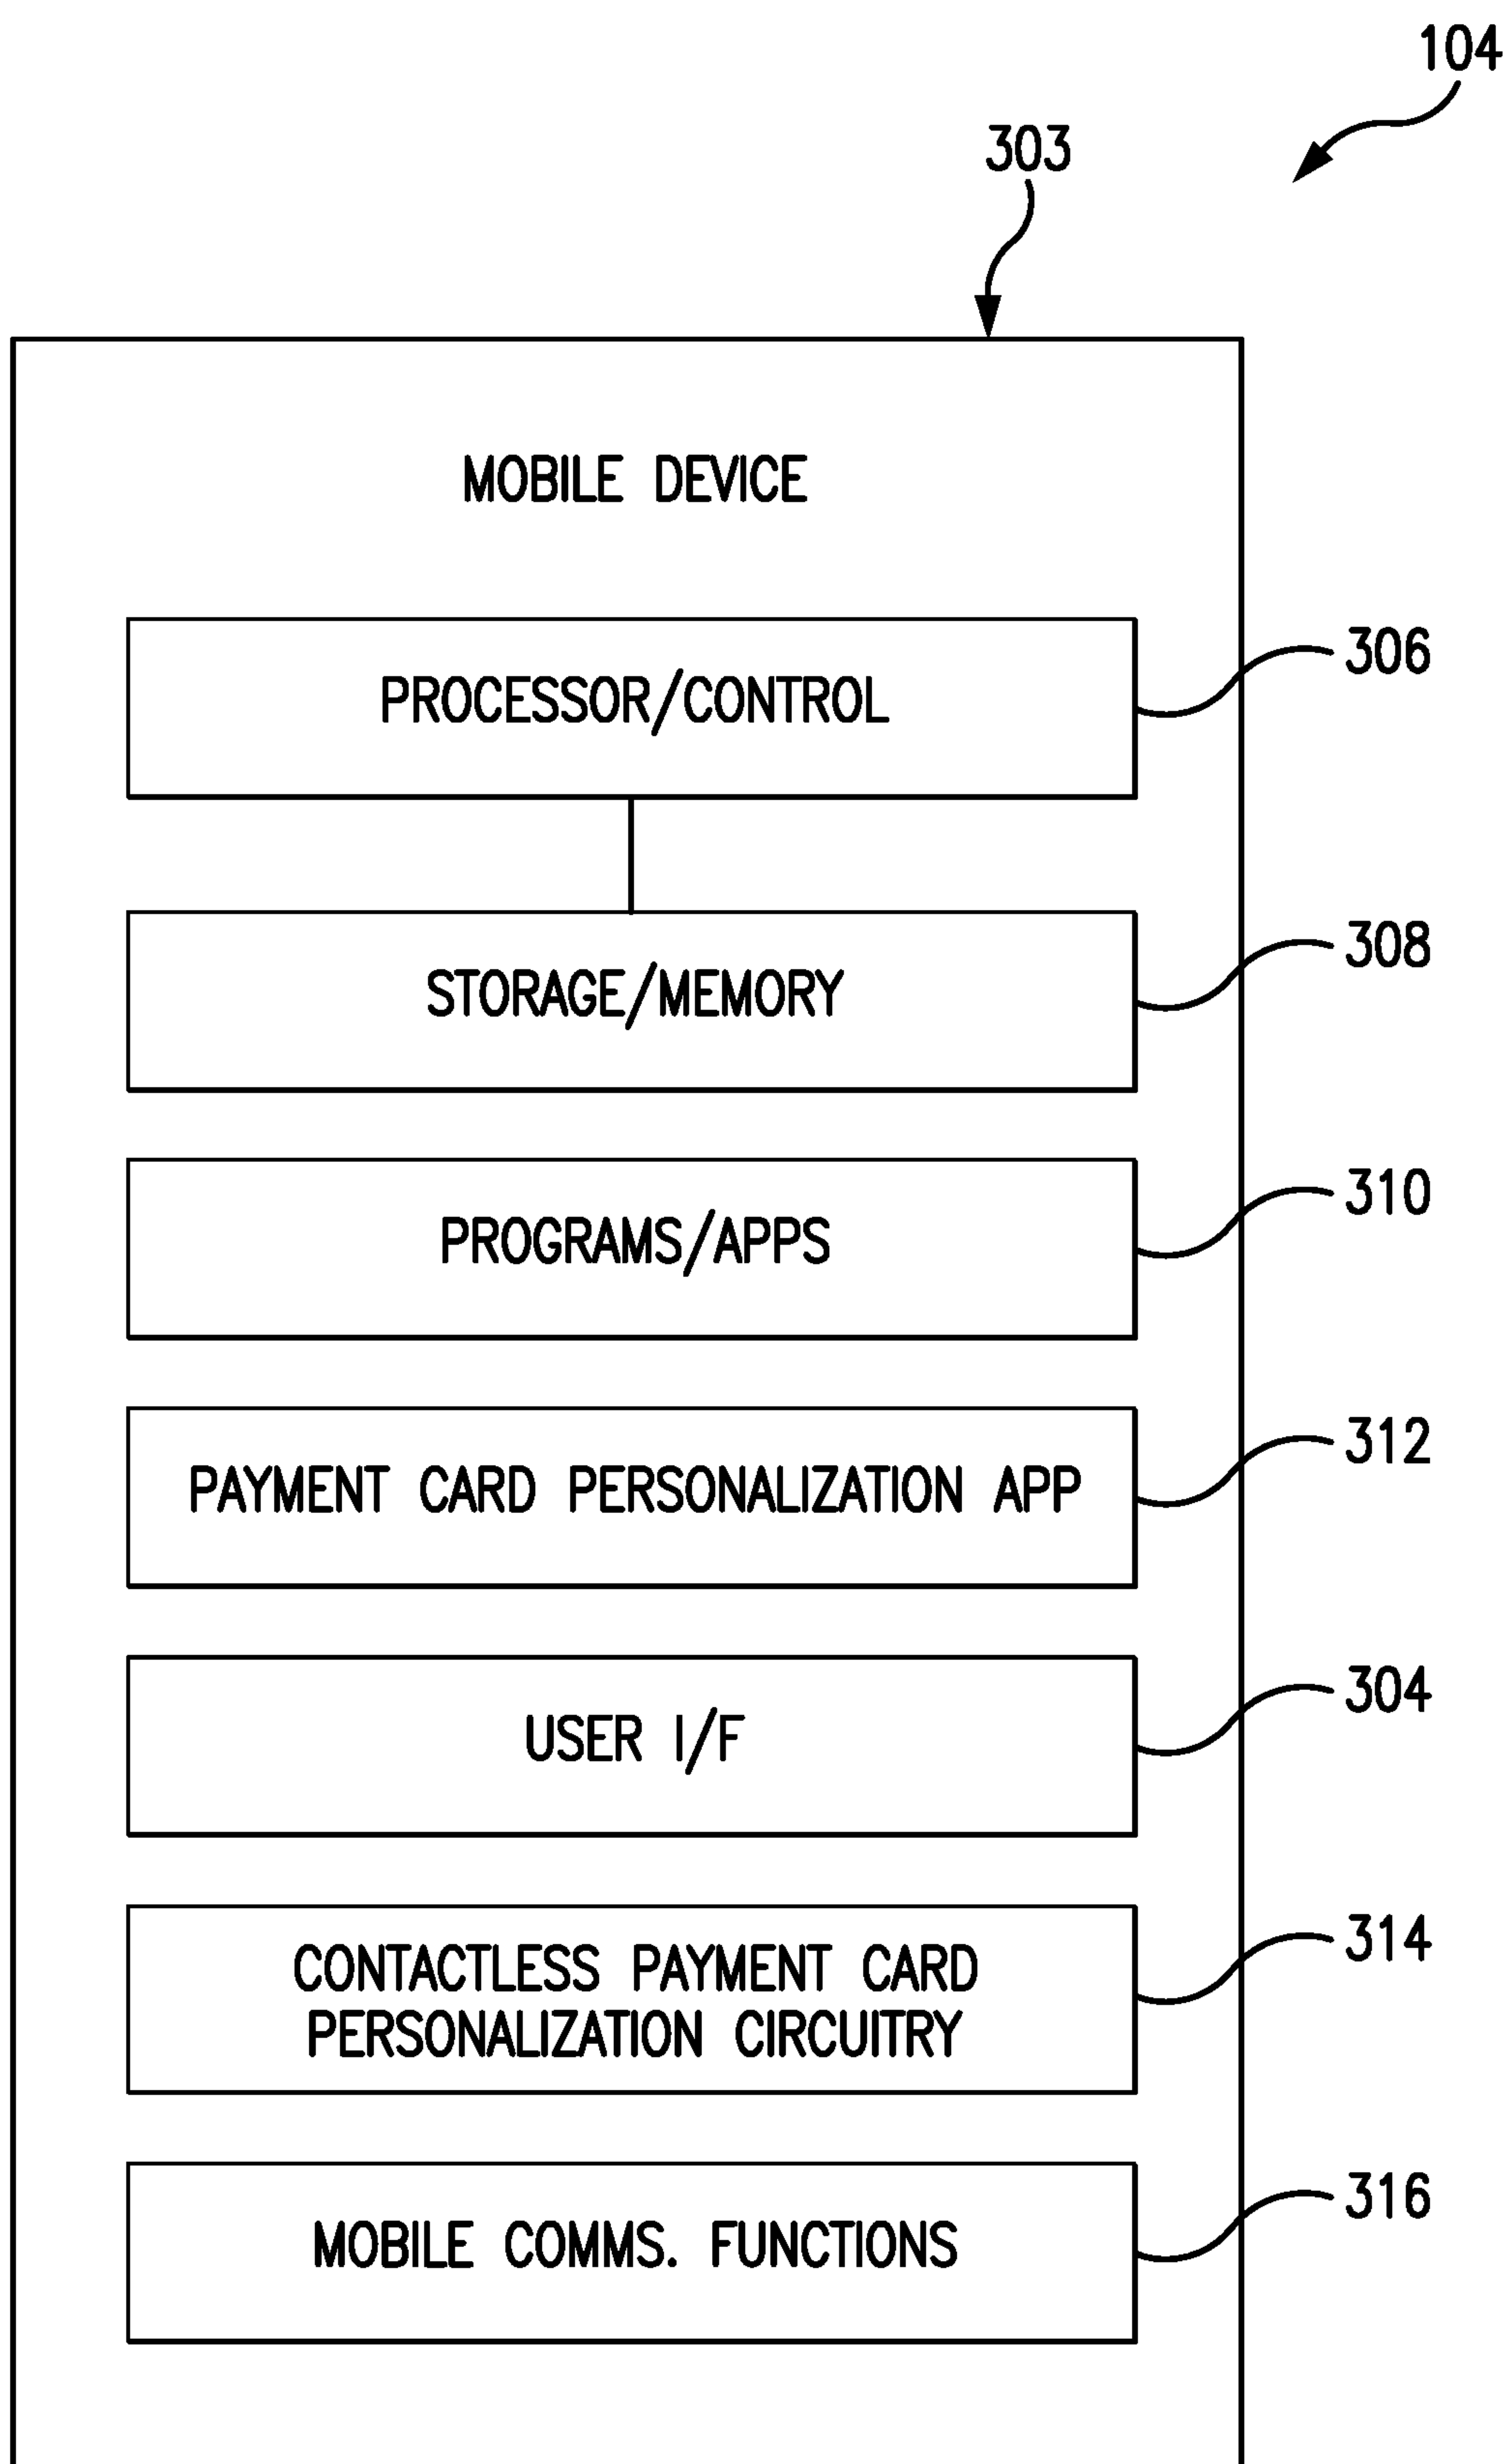 104
303
MOBILE DEVICE
PROCESSOR/CONTROL
306
STORAGE/MEMORY
308
PROGRAMS/APPS
310
PAYMENT CARD PERSONALIZATION APP
312
USER I/F
304
CONTACTLESS PAYMENT CARD
PERSONALIZATION CIRCUITRY
314
MOBILE COMMS. FUNCTIONS
316